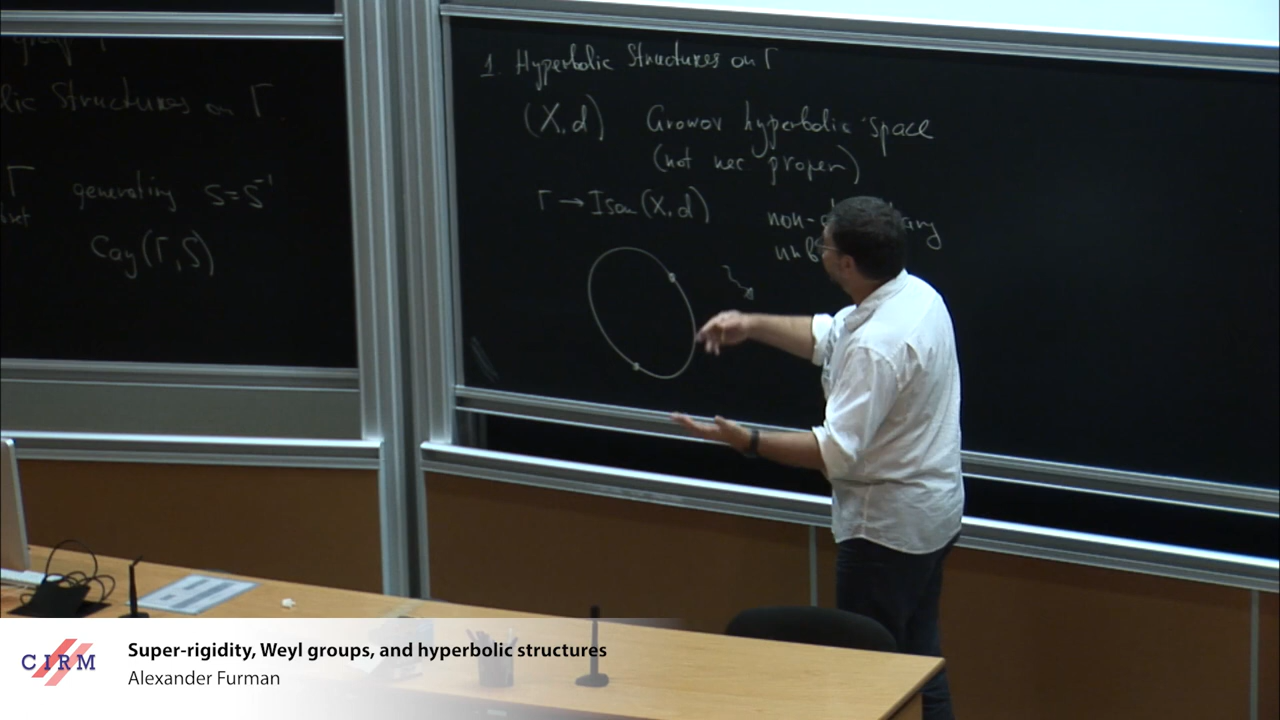 lic Structures on Γ.
Γ generating S=S⁻¹
Cay(Γ,S)
1. Hyperbolic Structures on Γ
(X,d) Gromov hyperbolic space
(not nec proper)
Γ → Isom(X,d) non-
CIRM
Super-rigidity, Weyl groups, and hyperbolic structures
Alexander Furman